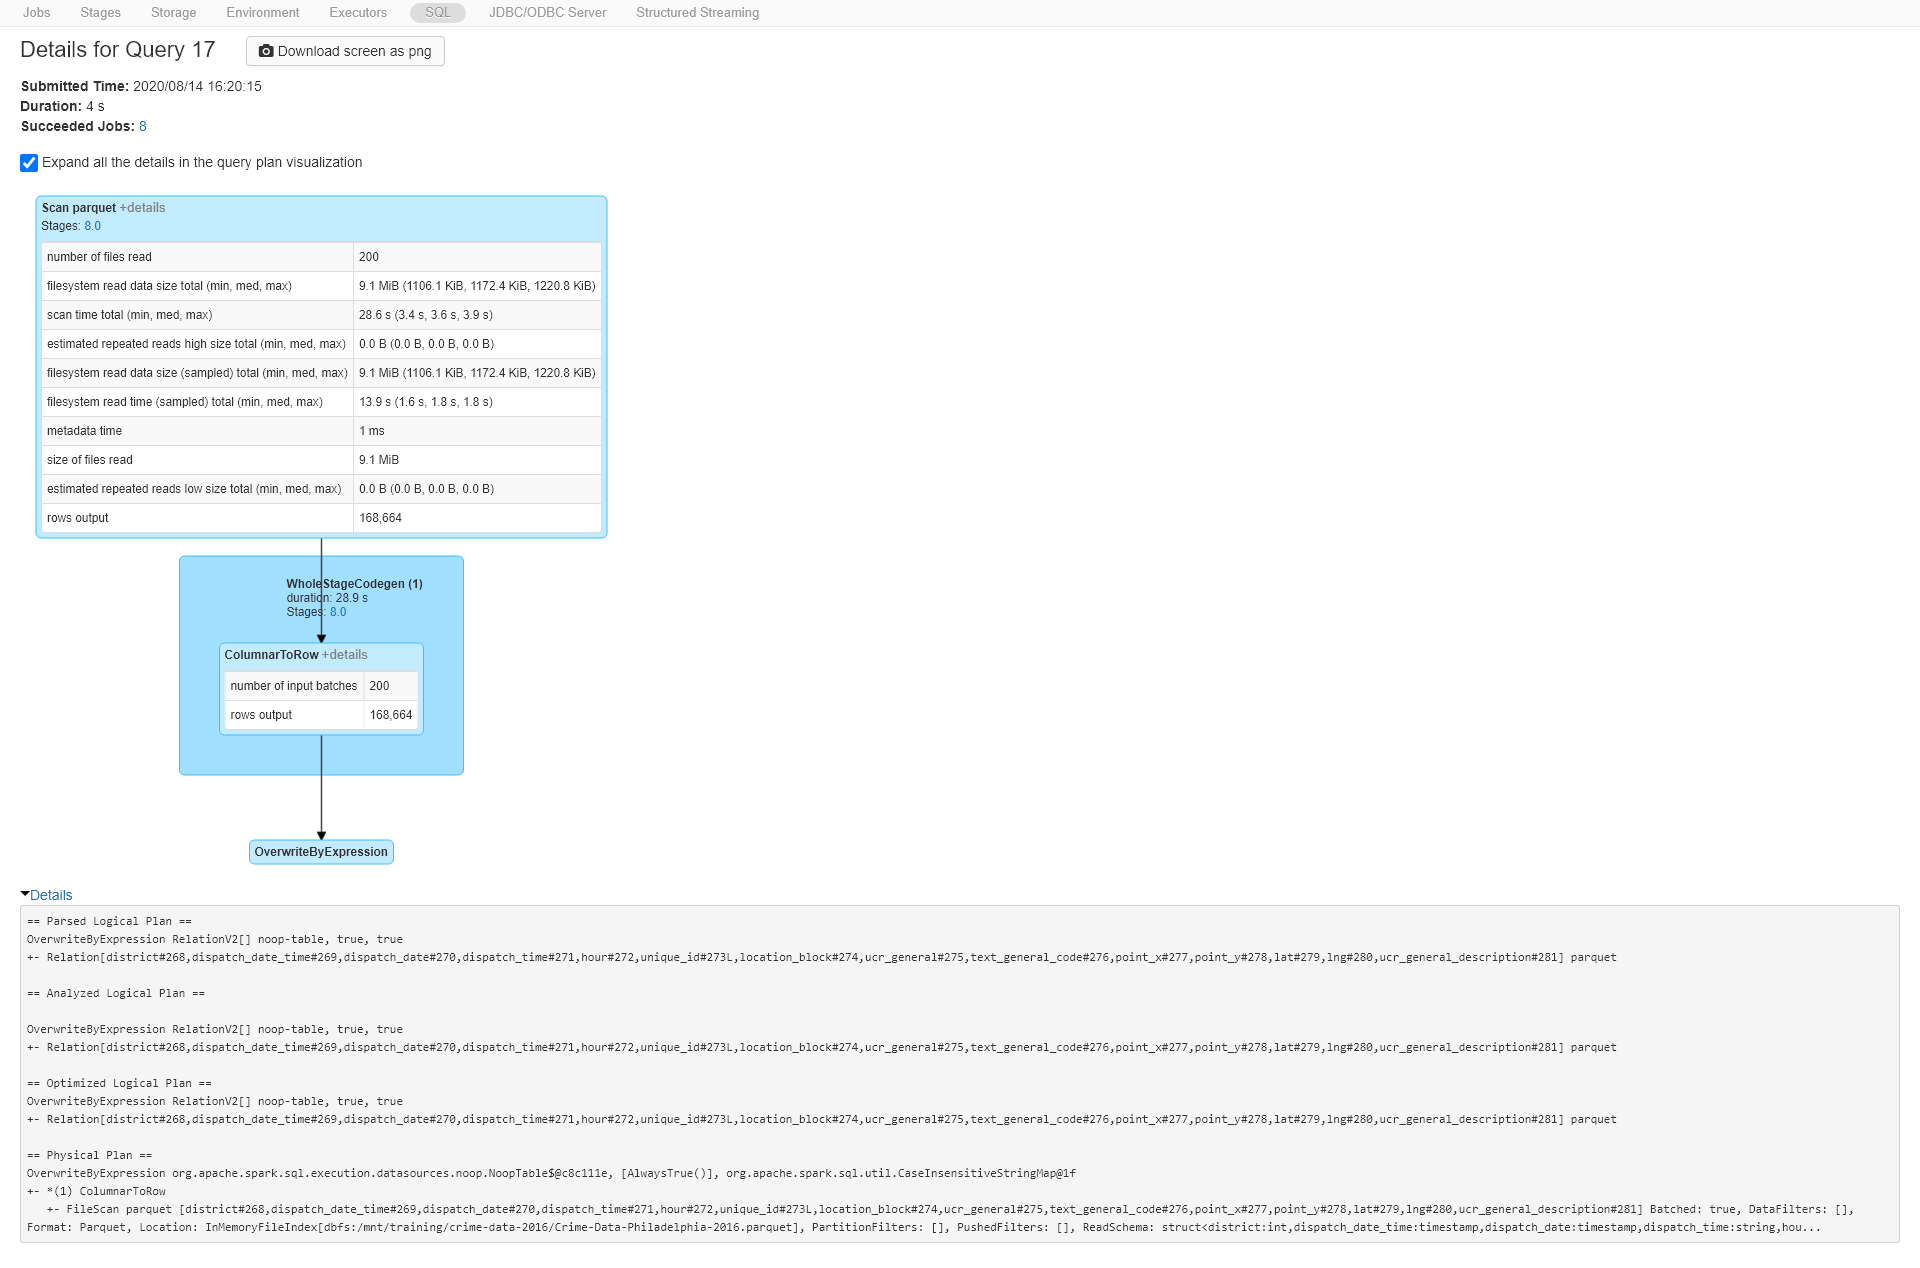 Jobs Stages Storage Environment Executors SQL JDBC/ODBC Server Structured Streaming
Details for Query 17 Download screen as png
Submitted Time: 2020/08/14 16:20:15
Duration: 4 s
Succeeded Jobs: 8
Expand all the details in the query plan visualization
Scan parquet +details
Stages: 8.0
number of files read 200
filesystem read data size total (min, med, max) 9.1 MiB (1106.1 KiB, 1172.4 KiB, 1220.8 KiB)
scan time total (min, med, max) 28.6 s (3.4 s, 3.6 s, 3.9 s)
estimated repeated reads high size total (min, med, max) 0.0 B (0.0 B, 0.0 B, 0.0 B)
filesystem read data size (sampled) total (min, med, max) 9.1 MiB (1106.1 KiB, 1172.4 KiB, 1220.8 KiB)
filesystem read time (sampled) total (min, med, max) 13.9 s (1.6 s, 1.8 s, 1.8 s)
metadata time 1 ms
size of files read 9.1 MiB
estimated repeated reads low size total (min, med, max) 0.0 B (0.0 B, 0.0 B, 0.0 B)
rows output 168,664
WholeStageCodegen (1)
duration: 28.9 s
Stages: 8.0
ColumnarToRow +details
number of input batches 200
rows output 168,664
OverwriteByExpression
Details
== Parsed Logical Plan ==
OverwriteByExpression RelationV2[] noop-table, true, true
+- Relation[district#268,dispatch_date_time#269,dispatch_date#270,dispatch_time#271,hour#272,unique_id#273L,location_block#274,ucr_general#275,text_general_code#276,point_x#277,point_y#278,lat#279,lng#280,ucr_general_description#281] parquet
== Analyzed Logical Plan ==
OverwriteByExpression RelationV2[] noop-table, true, true
+- Relation[district#268,dispatch_date_time#269,dispatch_date#270,dispatch_time#271,hour#272,unique_id#273L,location_block#274,ucr_general#275,text_general_code#276,point_x#277,point_y#278,lat#279,lng#280,ucr_general_description#281] parquet
== Optimized Logical Plan ==
OverwriteByExpression RelationV2[] noop-table, true, true
+- Relation[district#268,dispatch_date_time#269,dispatch_date#270,dispatch_time#271,hour#272,unique_id#273L,location_block#274,ucr_general#275,text_general_code#276,point_x#277,point_y#278,lat#279,lng#280,ucr_general_description#281] parquet
== Physical Plan ==
OverwriteByExpression org.apache.spark.sql.execution.datasources.noop.NoopTable$@c8c111e, [AlwaysTrue()], org.apache.spark.sql.util.CaseInsensitiveStringMap@1f
+- *(1) ColumnarToRow
+- FileScan parquet [district#268,dispatch_date_time#269,dispatch_date#270,dispatch_time#271,hour#272,unique_id#273L,location_block#274,ucr_general#275,text_general_code#276,point_x#277,point_y#278,lat#279,lng#280,ucr_general_description#281] Batched: true, DataFilters: [],
Format: Parquet, Location: InMemoryFileIndex[dbfs:/mnt/training/crime-data-2016/Crime-Data-Philadelphia-2016.parquet], PartitionFilters: [], PushedFilters: [], ReadSchema: struct<district:int,dispatch_date_time:timestamp,dispatch_date:timestamp,dispatch_time:string,hou...